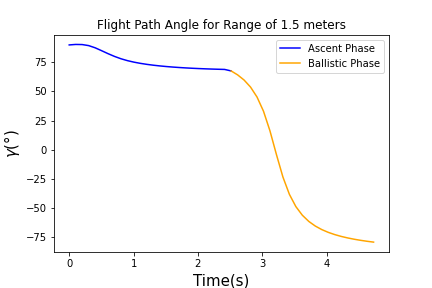 Flight Path Angle for Range of 1.5 meters
Ascent Phase
Ballistic Phase
γ(°)
75
50
25
0
−25
−50
−75
0 1 2 3 4
Time(s)